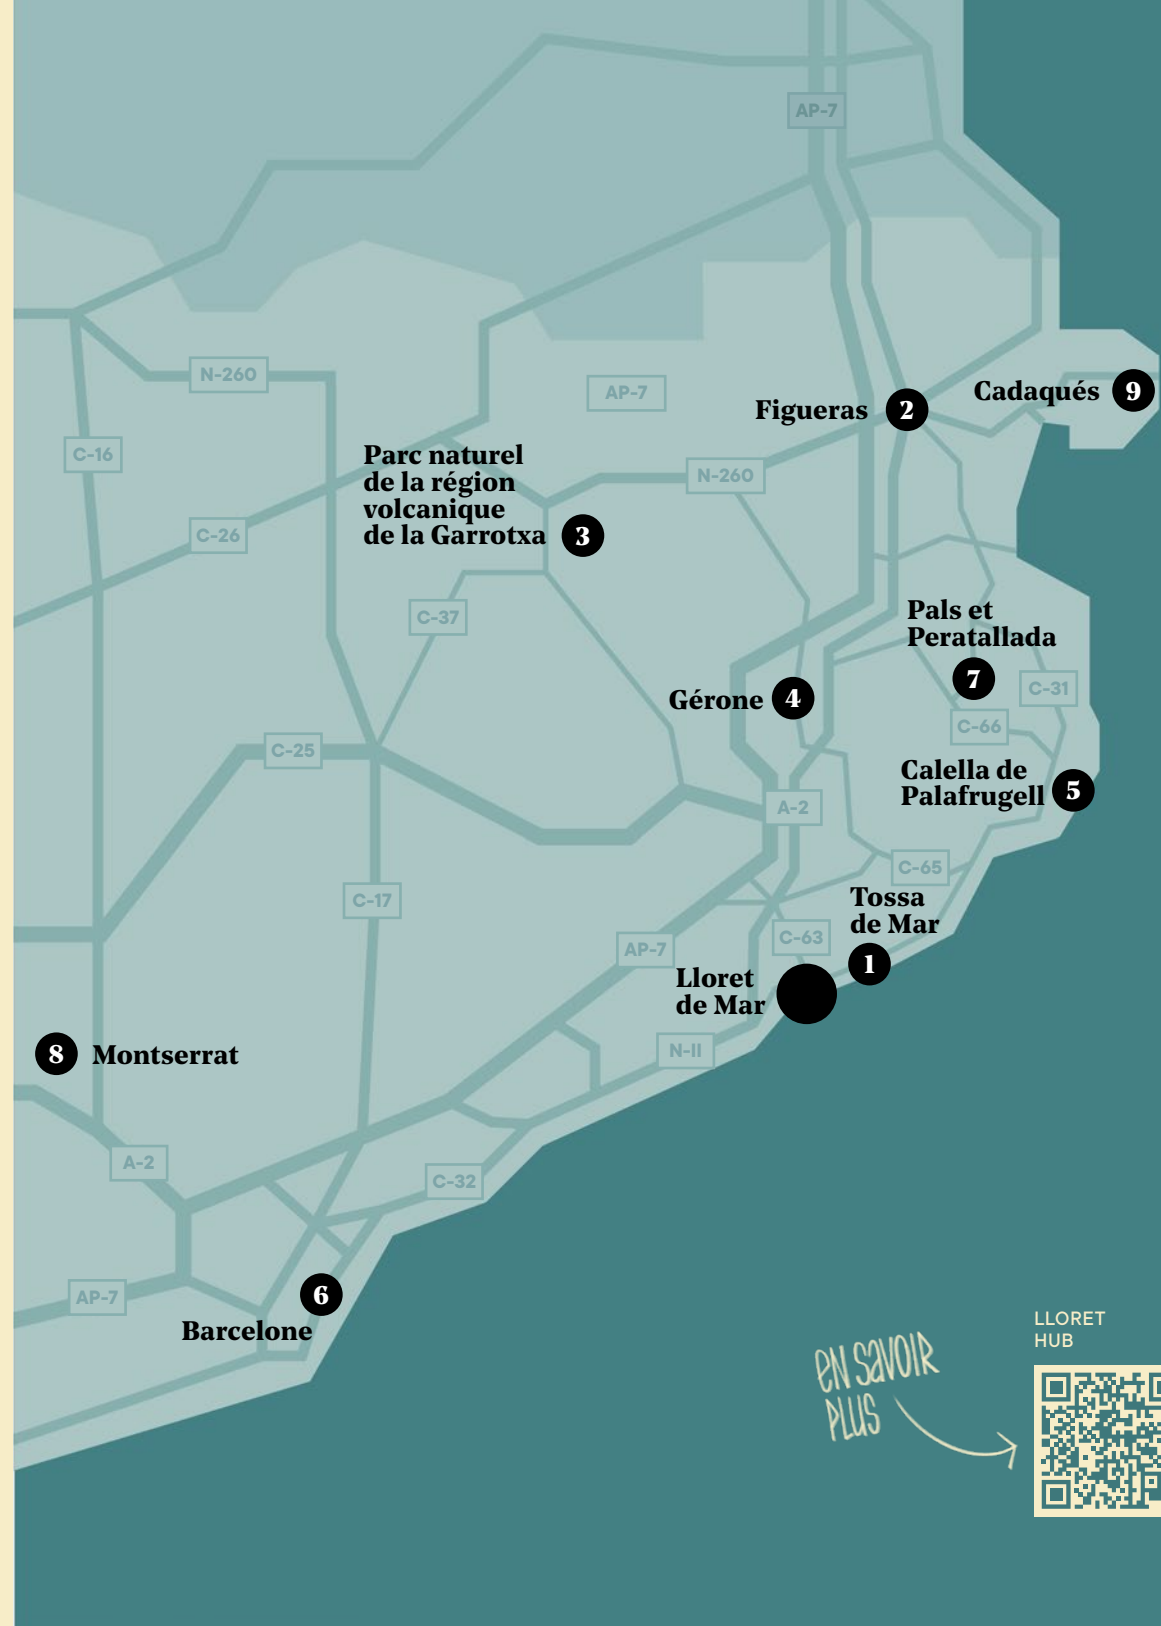 AP-7
N-260
AP-7
Cadaqués 9
Figueras 2
C-16
Parc naturel
de la région
volcanique
de la Garrotxa 3
N-260
C-26
C-37
Pals et
Peratallada
7
Gérone 4
C-31
C-66
C-25
Calella de
Palafrugell 5
A-2
C-65
C-17
Tossa
de Mar
1
C-63
AP-7
Lloret
de Mar
8 Montserrat
N-II
A-2
C-32
AP-7
6
Barcelone
EN SAVOIR
PLUS
LLORET
HUB